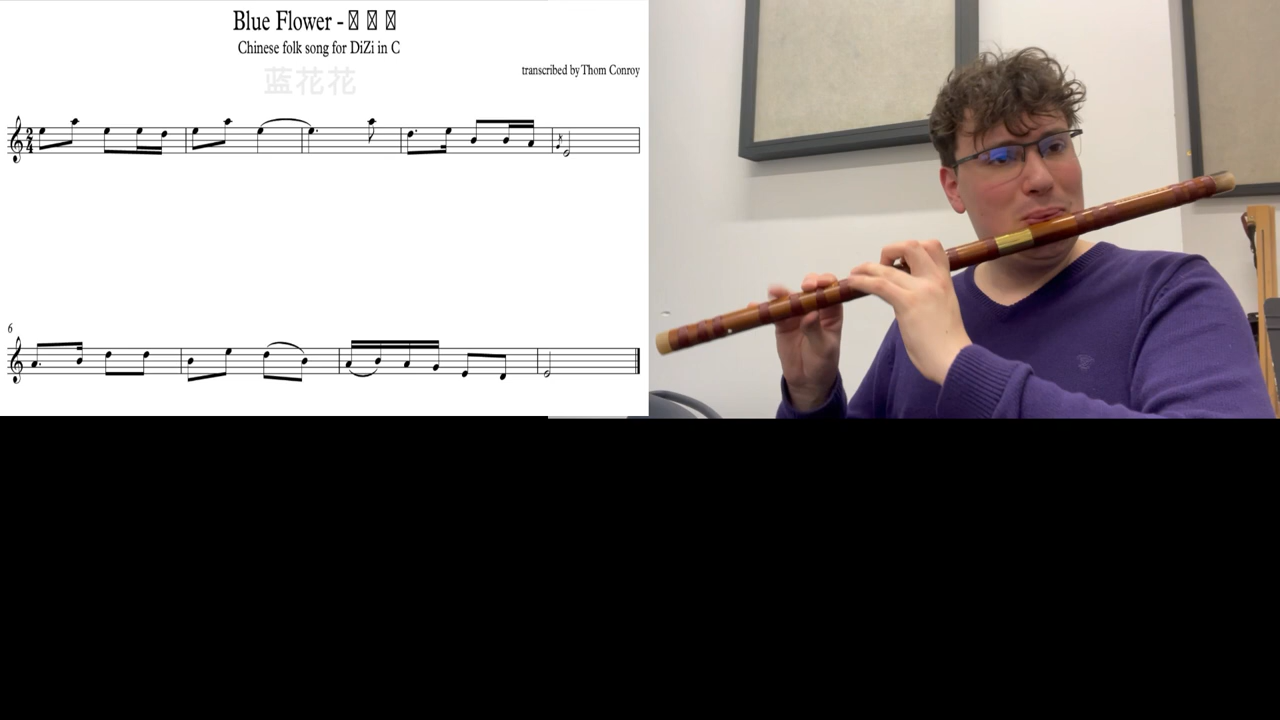 Blue Flower - 
Chinese folk song for DiZi in C
蓝花花
transcribed by Thom Conroy
2
4
6